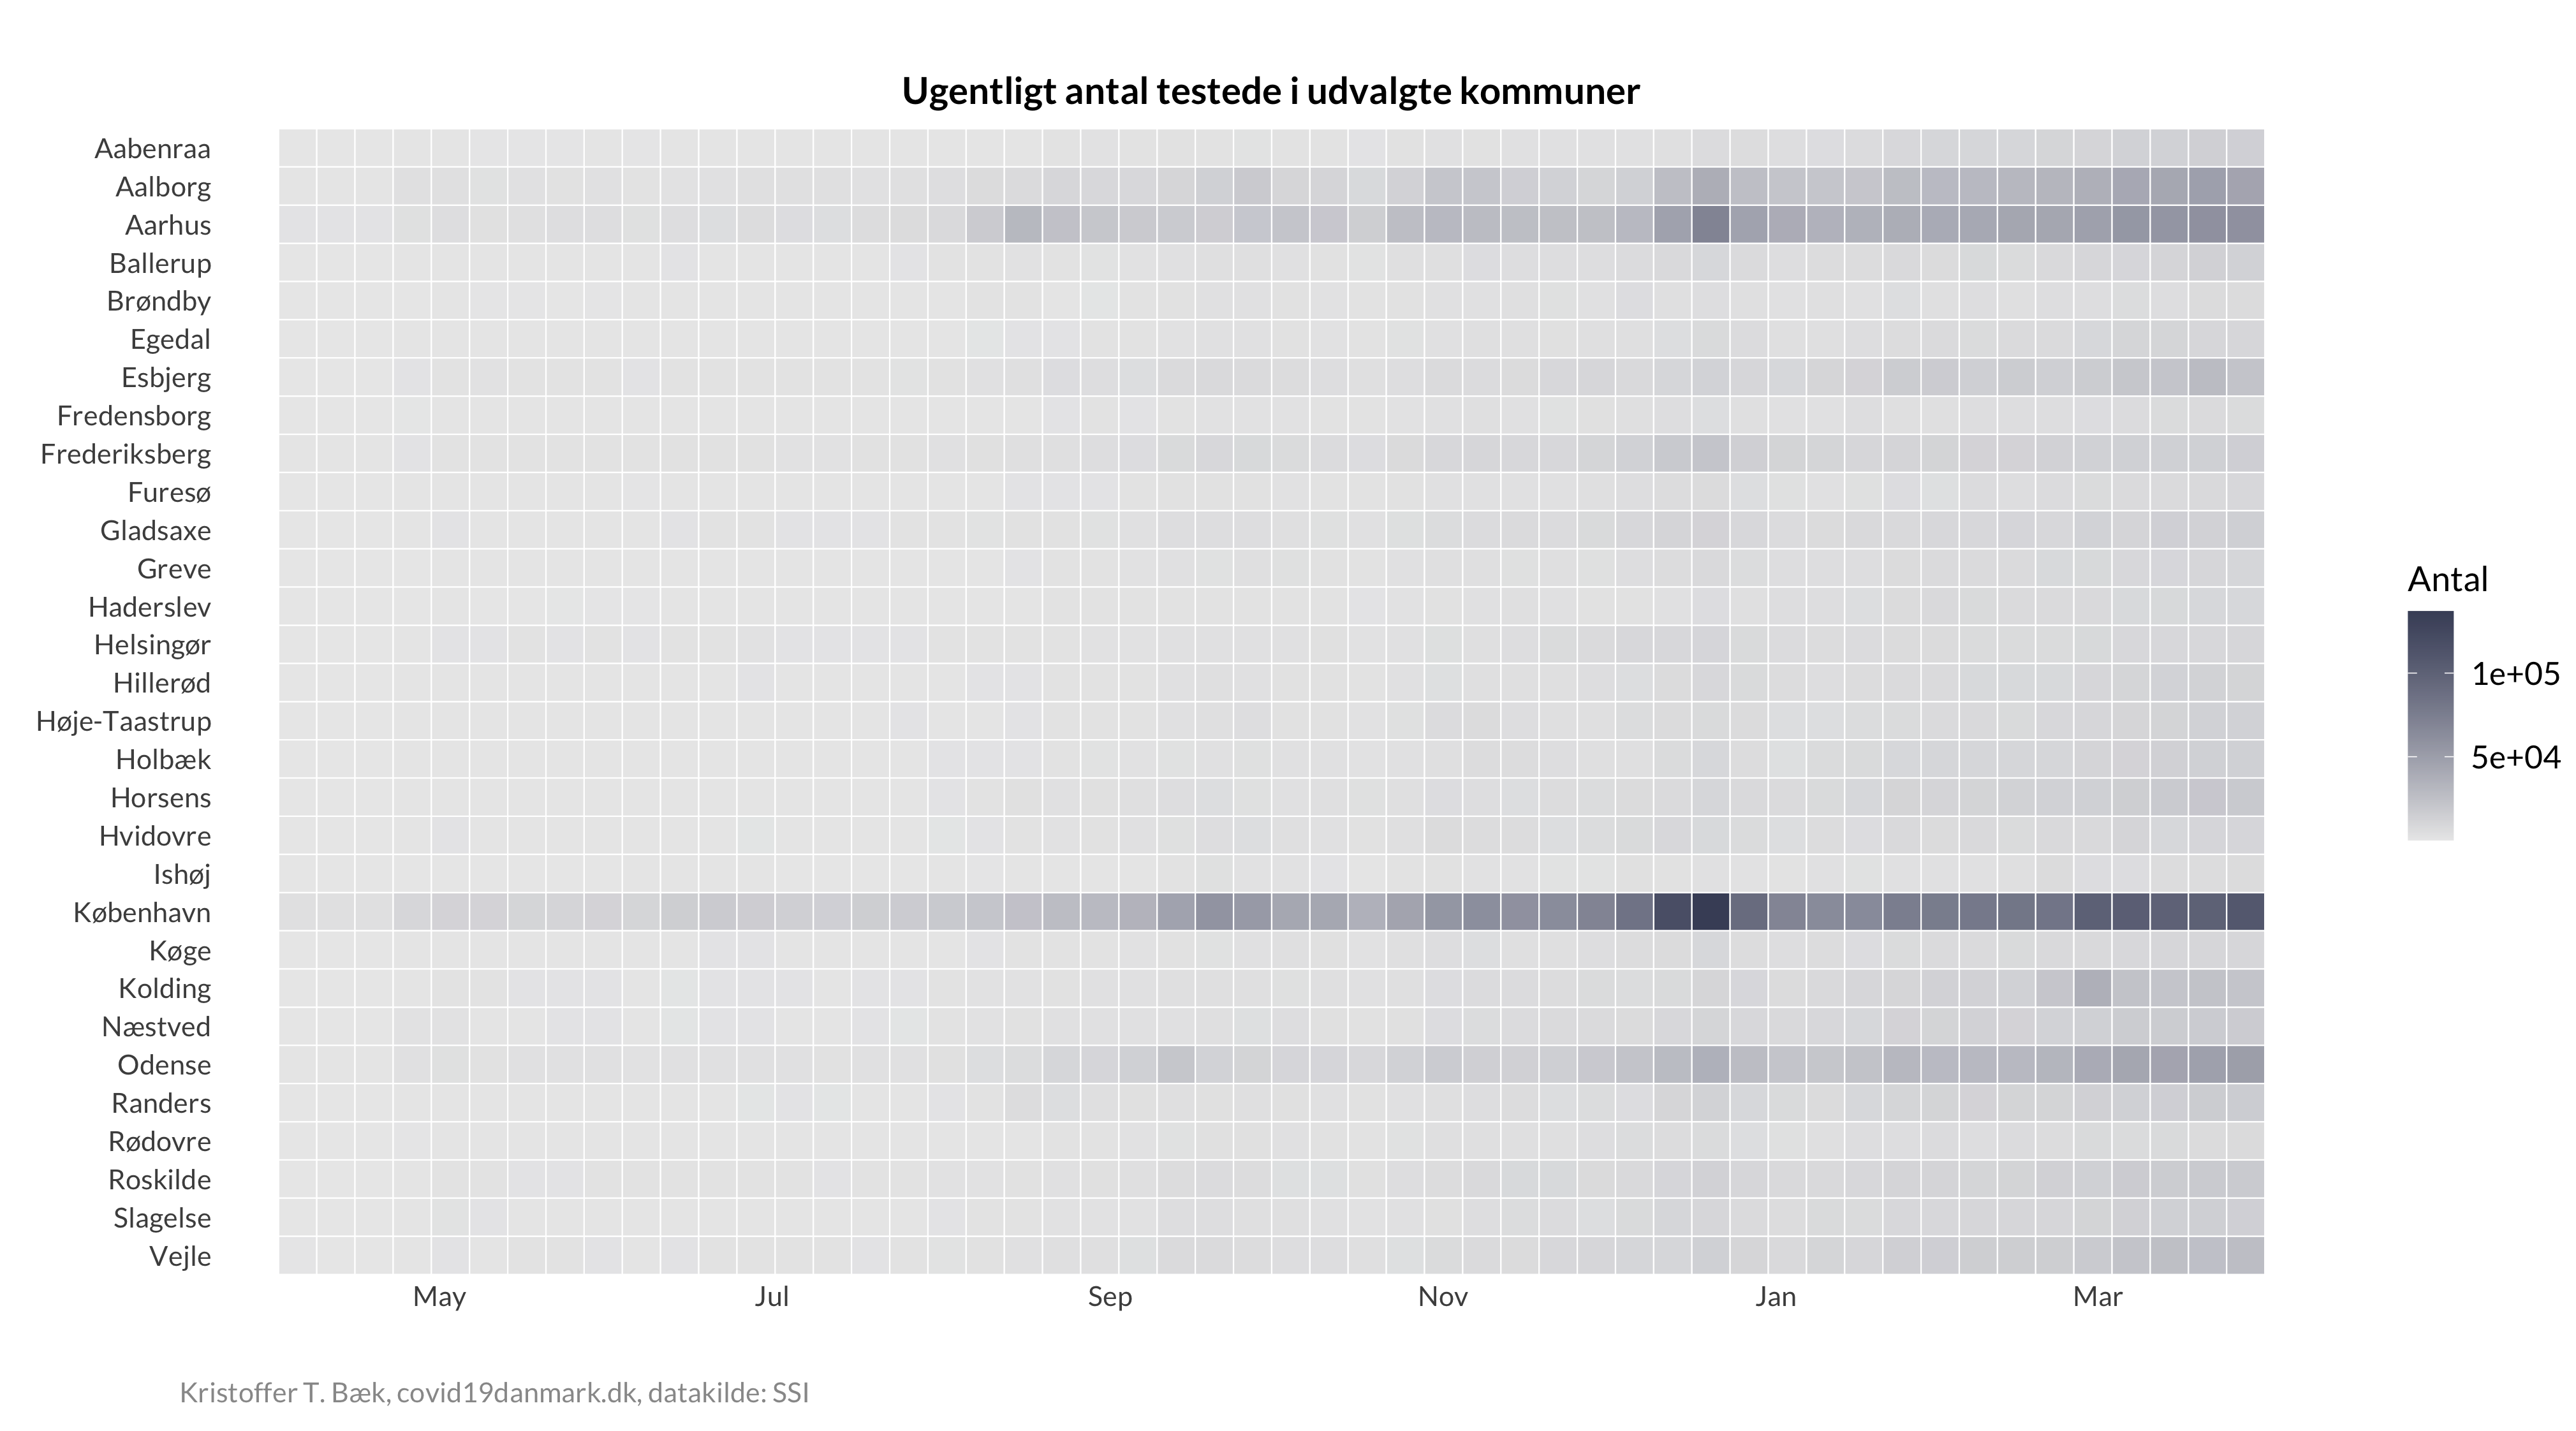 Ugentligt antal testede i udvalgte kommuner
Aabenraa
Aalborg
Aarhus
Ballerup
Brøndby
Egedal
Esbjerg
Fredensborg
Frederiksberg
Furesø
Gladsaxe
Greve
Haderslev
Helsingør
Hillerød
Høje-Taastrup
Holbæk
Horsens
Hvidovre
Ishøj
København
Køge
Kolding
Næstved
Odense
Randers
Rødovre
Roskilde
Slagelse
Vejle
May Jul Sep Nov Jan Mar
Antal
1e+05
5e+04
Kristoffer T. Bæk, covid19danmark.dk, datakilde: SSI